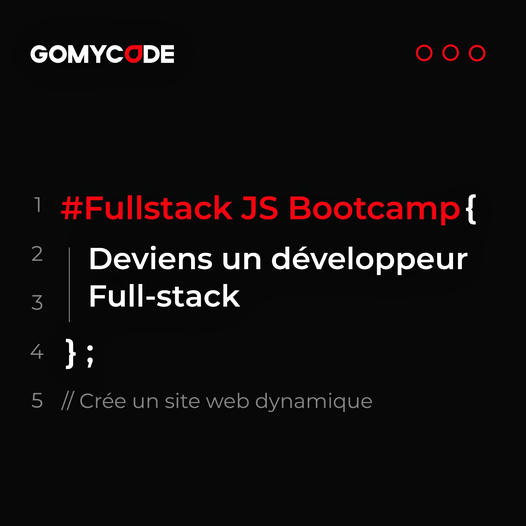 GOMYCODE
1 #Fullstack JS Bootcamp {
2 Deviens un développeur
3 Full-stack
4 } ;
5 // Crée un site web dynamique